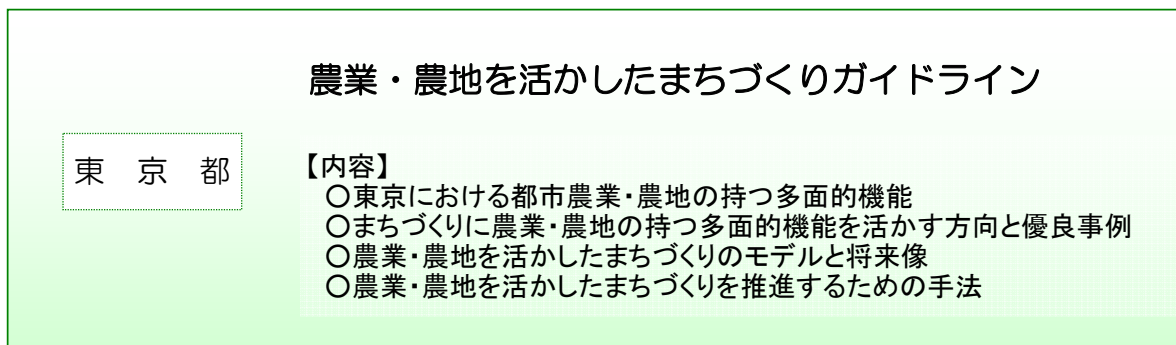 農業・農地を活かしたまちづくりガイドライン
東 京 都
【内容】
○東京における都市農業・農地の持つ多面的機能
○まちづくりに農業・農地の持つ多面的機能を活かす方向と優良事例
○農業・農地を活かしたまちづくりのモデルと将来像
○農業・農地を活かしたまちづくりを推進するための手法